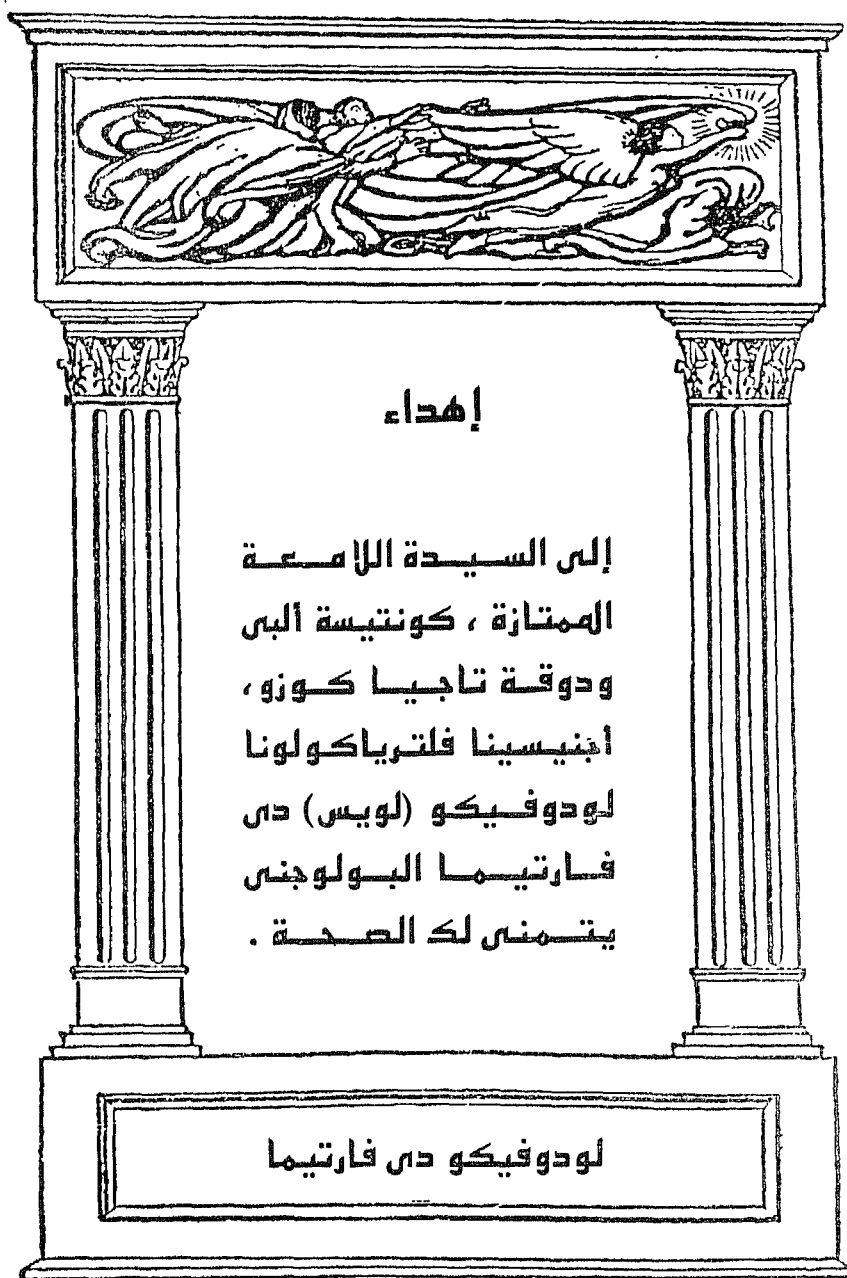 إهداء
إلى السيدة اللامعة
الممتازة ، كونتيسة ألبى
ودوقة تاجيا كوزو،
أجنيسينا فلترياكولونا
لودوفيكو (لويس) دى
فارتيما البولوجنى
يتمنى لك الصحة .
لودوفيكو دى فارتيما